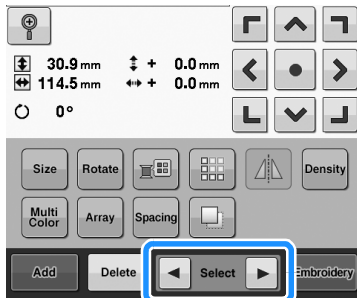 30.9 mm + 0.0 mm
114.5 mm + 0.0 mm
0°
Size Rotate Density
Multi
Color Array Spacing
Add Delete Select Embroidery